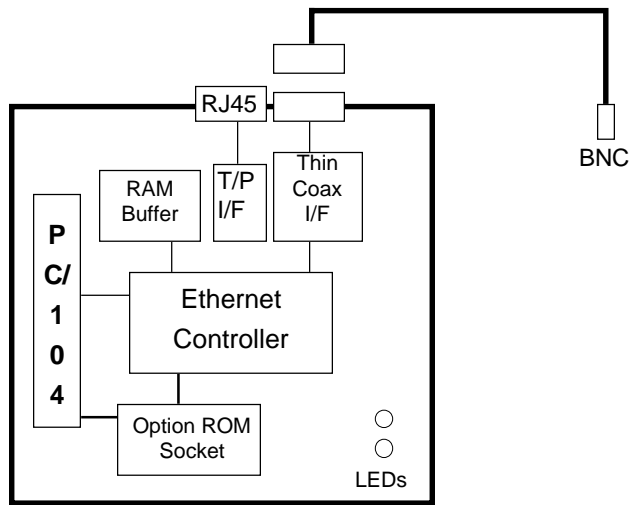 RJ45
BNC
RAM
Buffer
T/P
I/F
Thin
Coax
I/F
P
C/
1
0
4
Ethernet
Controller
Option ROM
Socket
LEDs